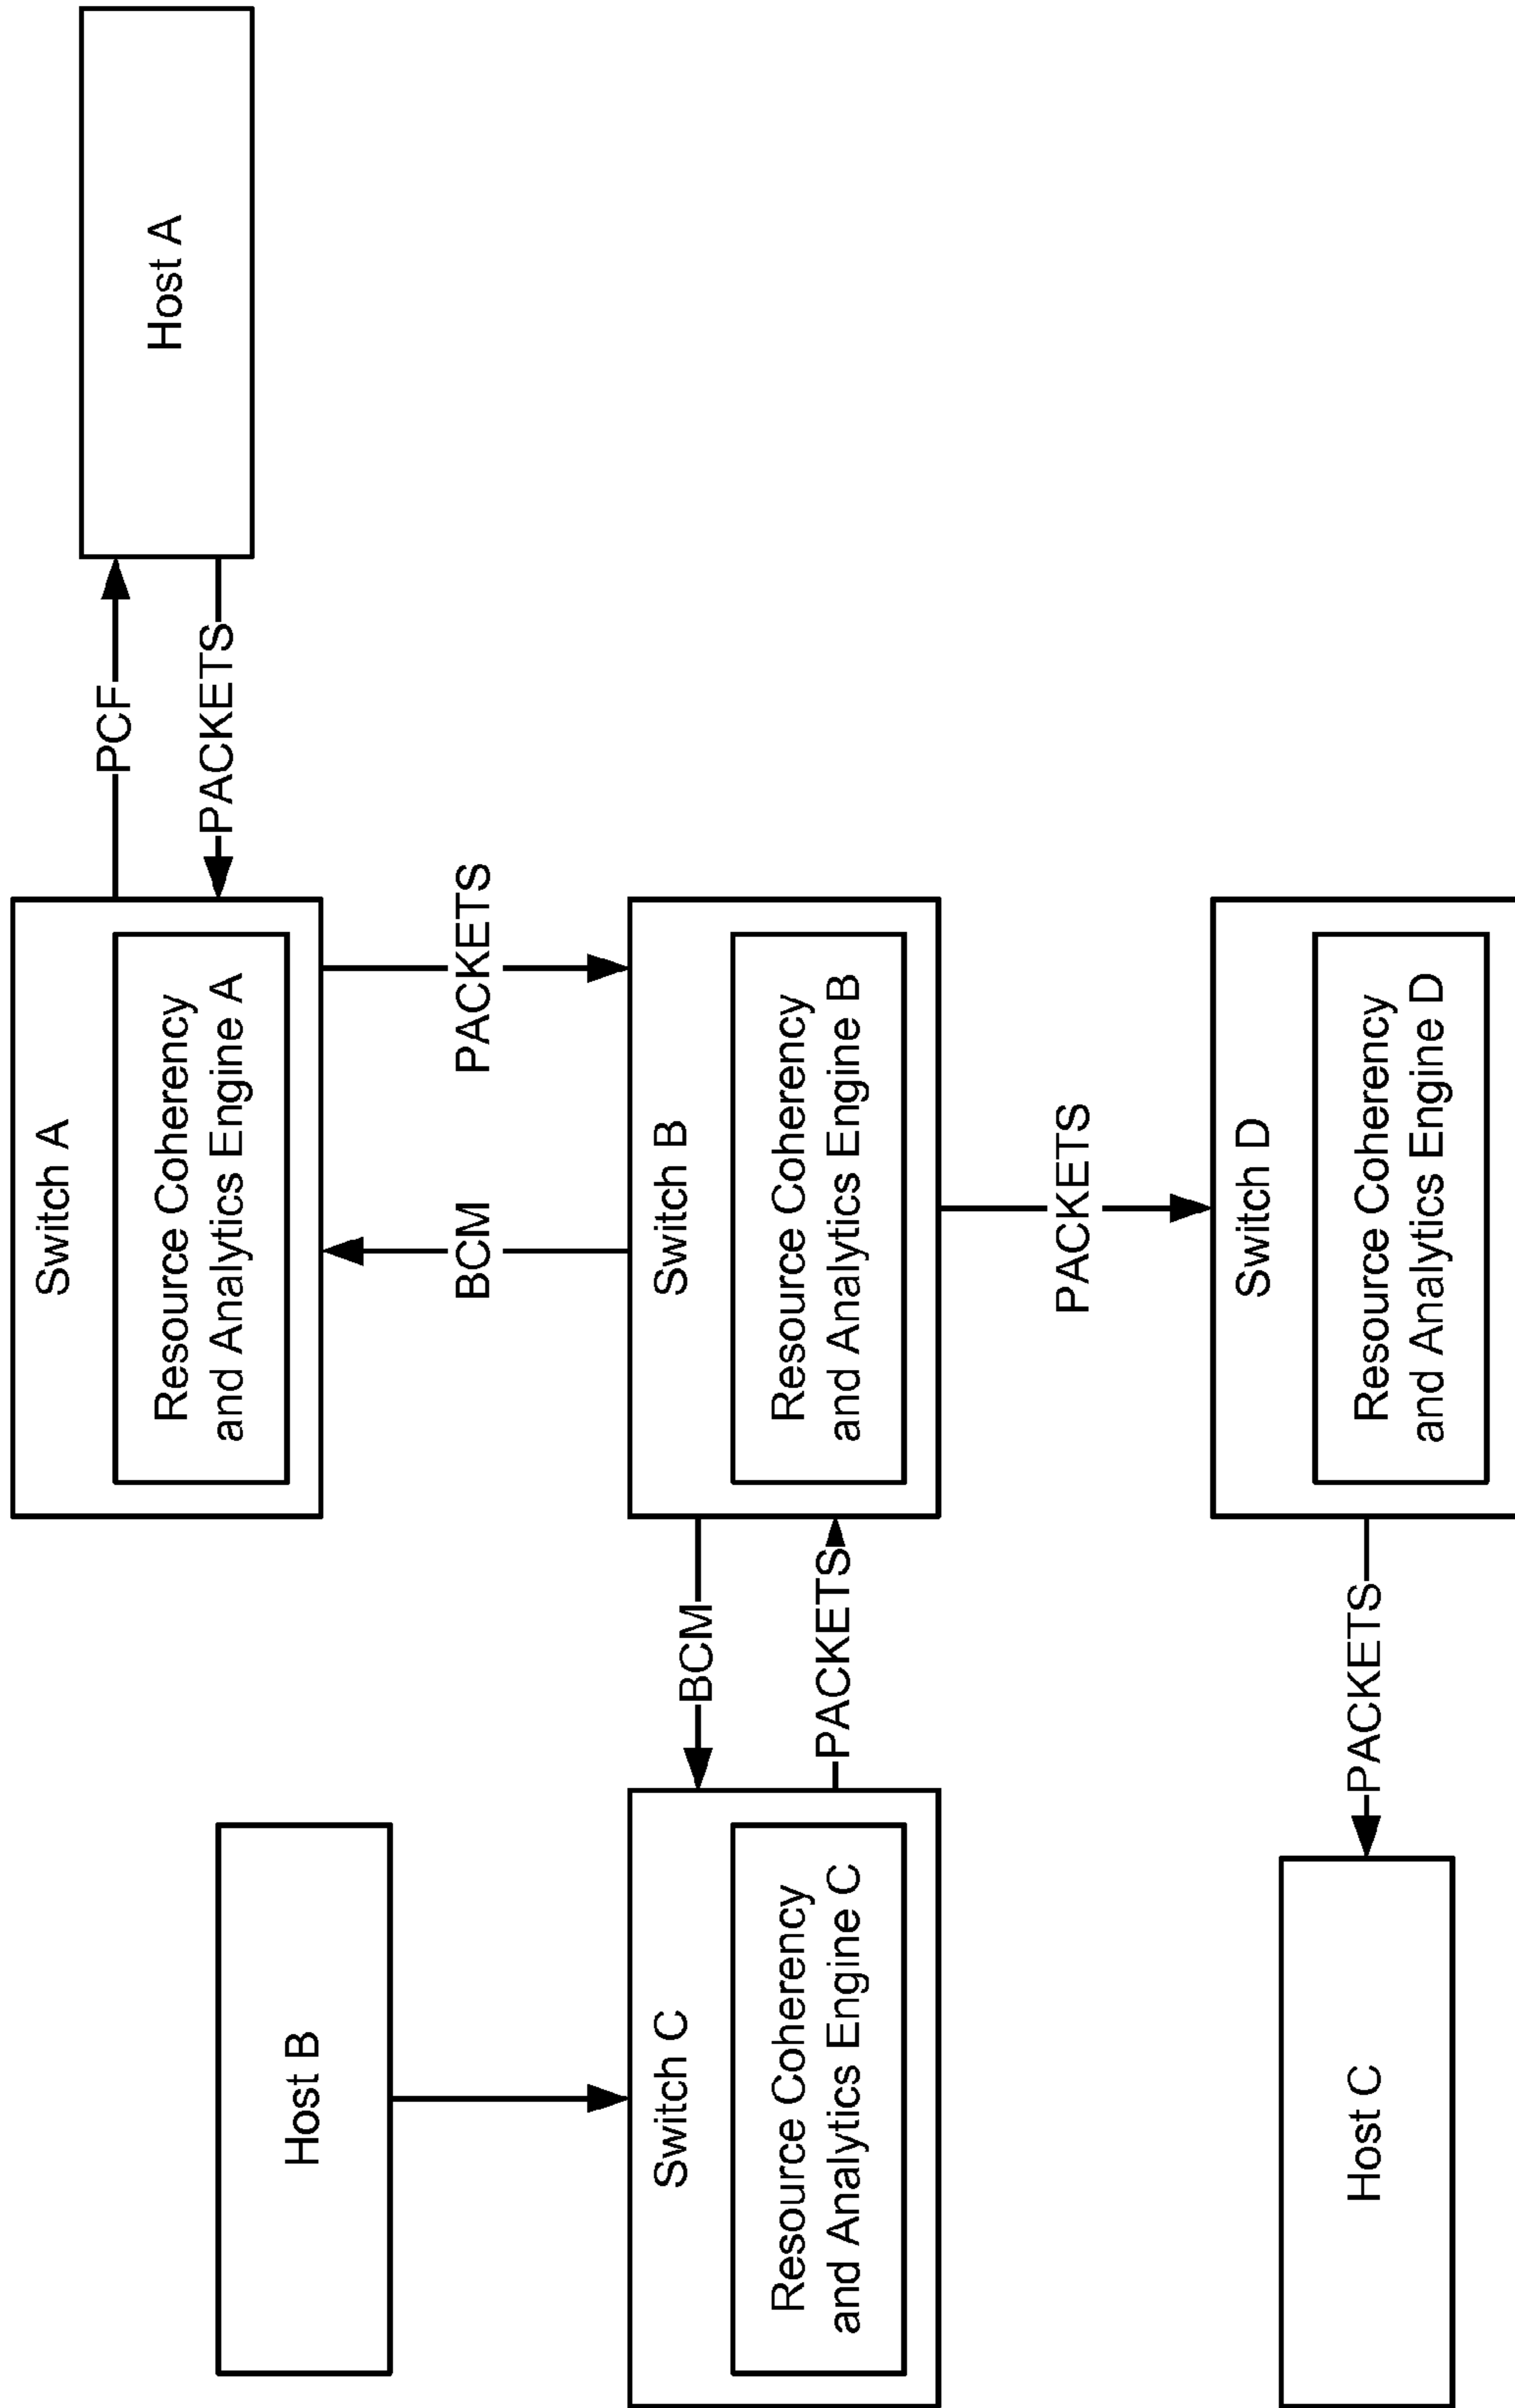 Switch A
Resource Coherency
and Analytics Engine A
PCF
PACKETS
Host A
Host B
BCM
PACKETS
Switch C
Resource Coherency
and Analytics Engine C
BCM
PACKETS
Switch B
Resource Coherency
and Analytics Engine B
PACKETS
Host C
PACKETS
Switch D
Resource Coherency
and Analytics Engine D